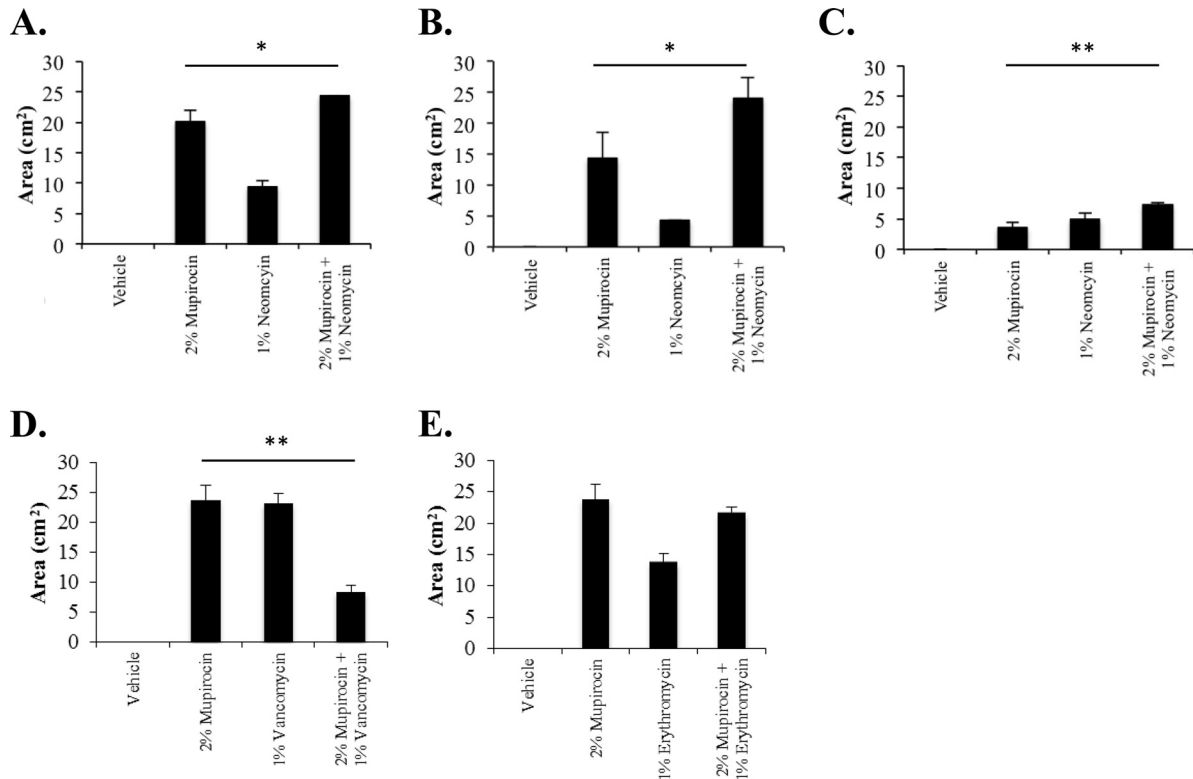 A.
*
Area (cm²)
30
25
20
15
10
5
0
Vehicle
2% Mupirocin
1% Neomcyin
2% Mupirocin +
1% Neomycin
B.
*
Area (cm²)
30
25
20
15
10
5
0
Vehicle
2% Mupirocin
1% Neomcyin
2% Mupirocin +
1% Neomycin
C.
**
Area (cm²)
30
25
20
15
10
5
0
Vehicle
2% Mupirocin
1% Neomycin
2% Mupirocin +
1% Neomycin
D.
**
Area (cm²)
30
25
20
15
10
5
0
Vehicle
2% Mupirocin
1% Vancomycin
2% Mupirocin +
1% Vancomycin
E.
Area (cm²)
30
25
20
15
10
5
0
Vehicle
2% Mupirocin
1% Erythromycin
2% Mupirocin +
1% Erythromycin